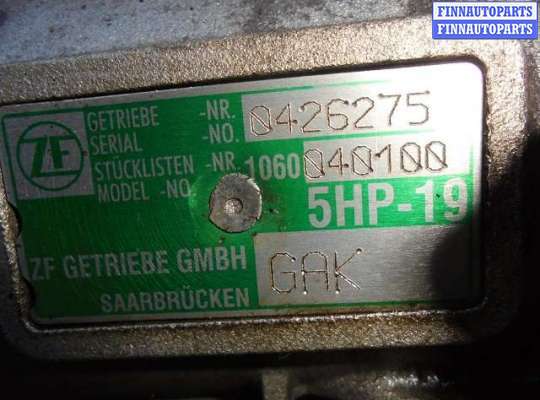 FINNAUTOPARTS
FINNAUTOPARTS
ZF
GETRIEBE -NR. 0426275
SERIAL -NO.
STÜCKLISTEN -NR. 1060 040100
MODEL -NO.
5HP-19
ZF GETRIEBE GMBH GAK
SAARBRÜCKEN